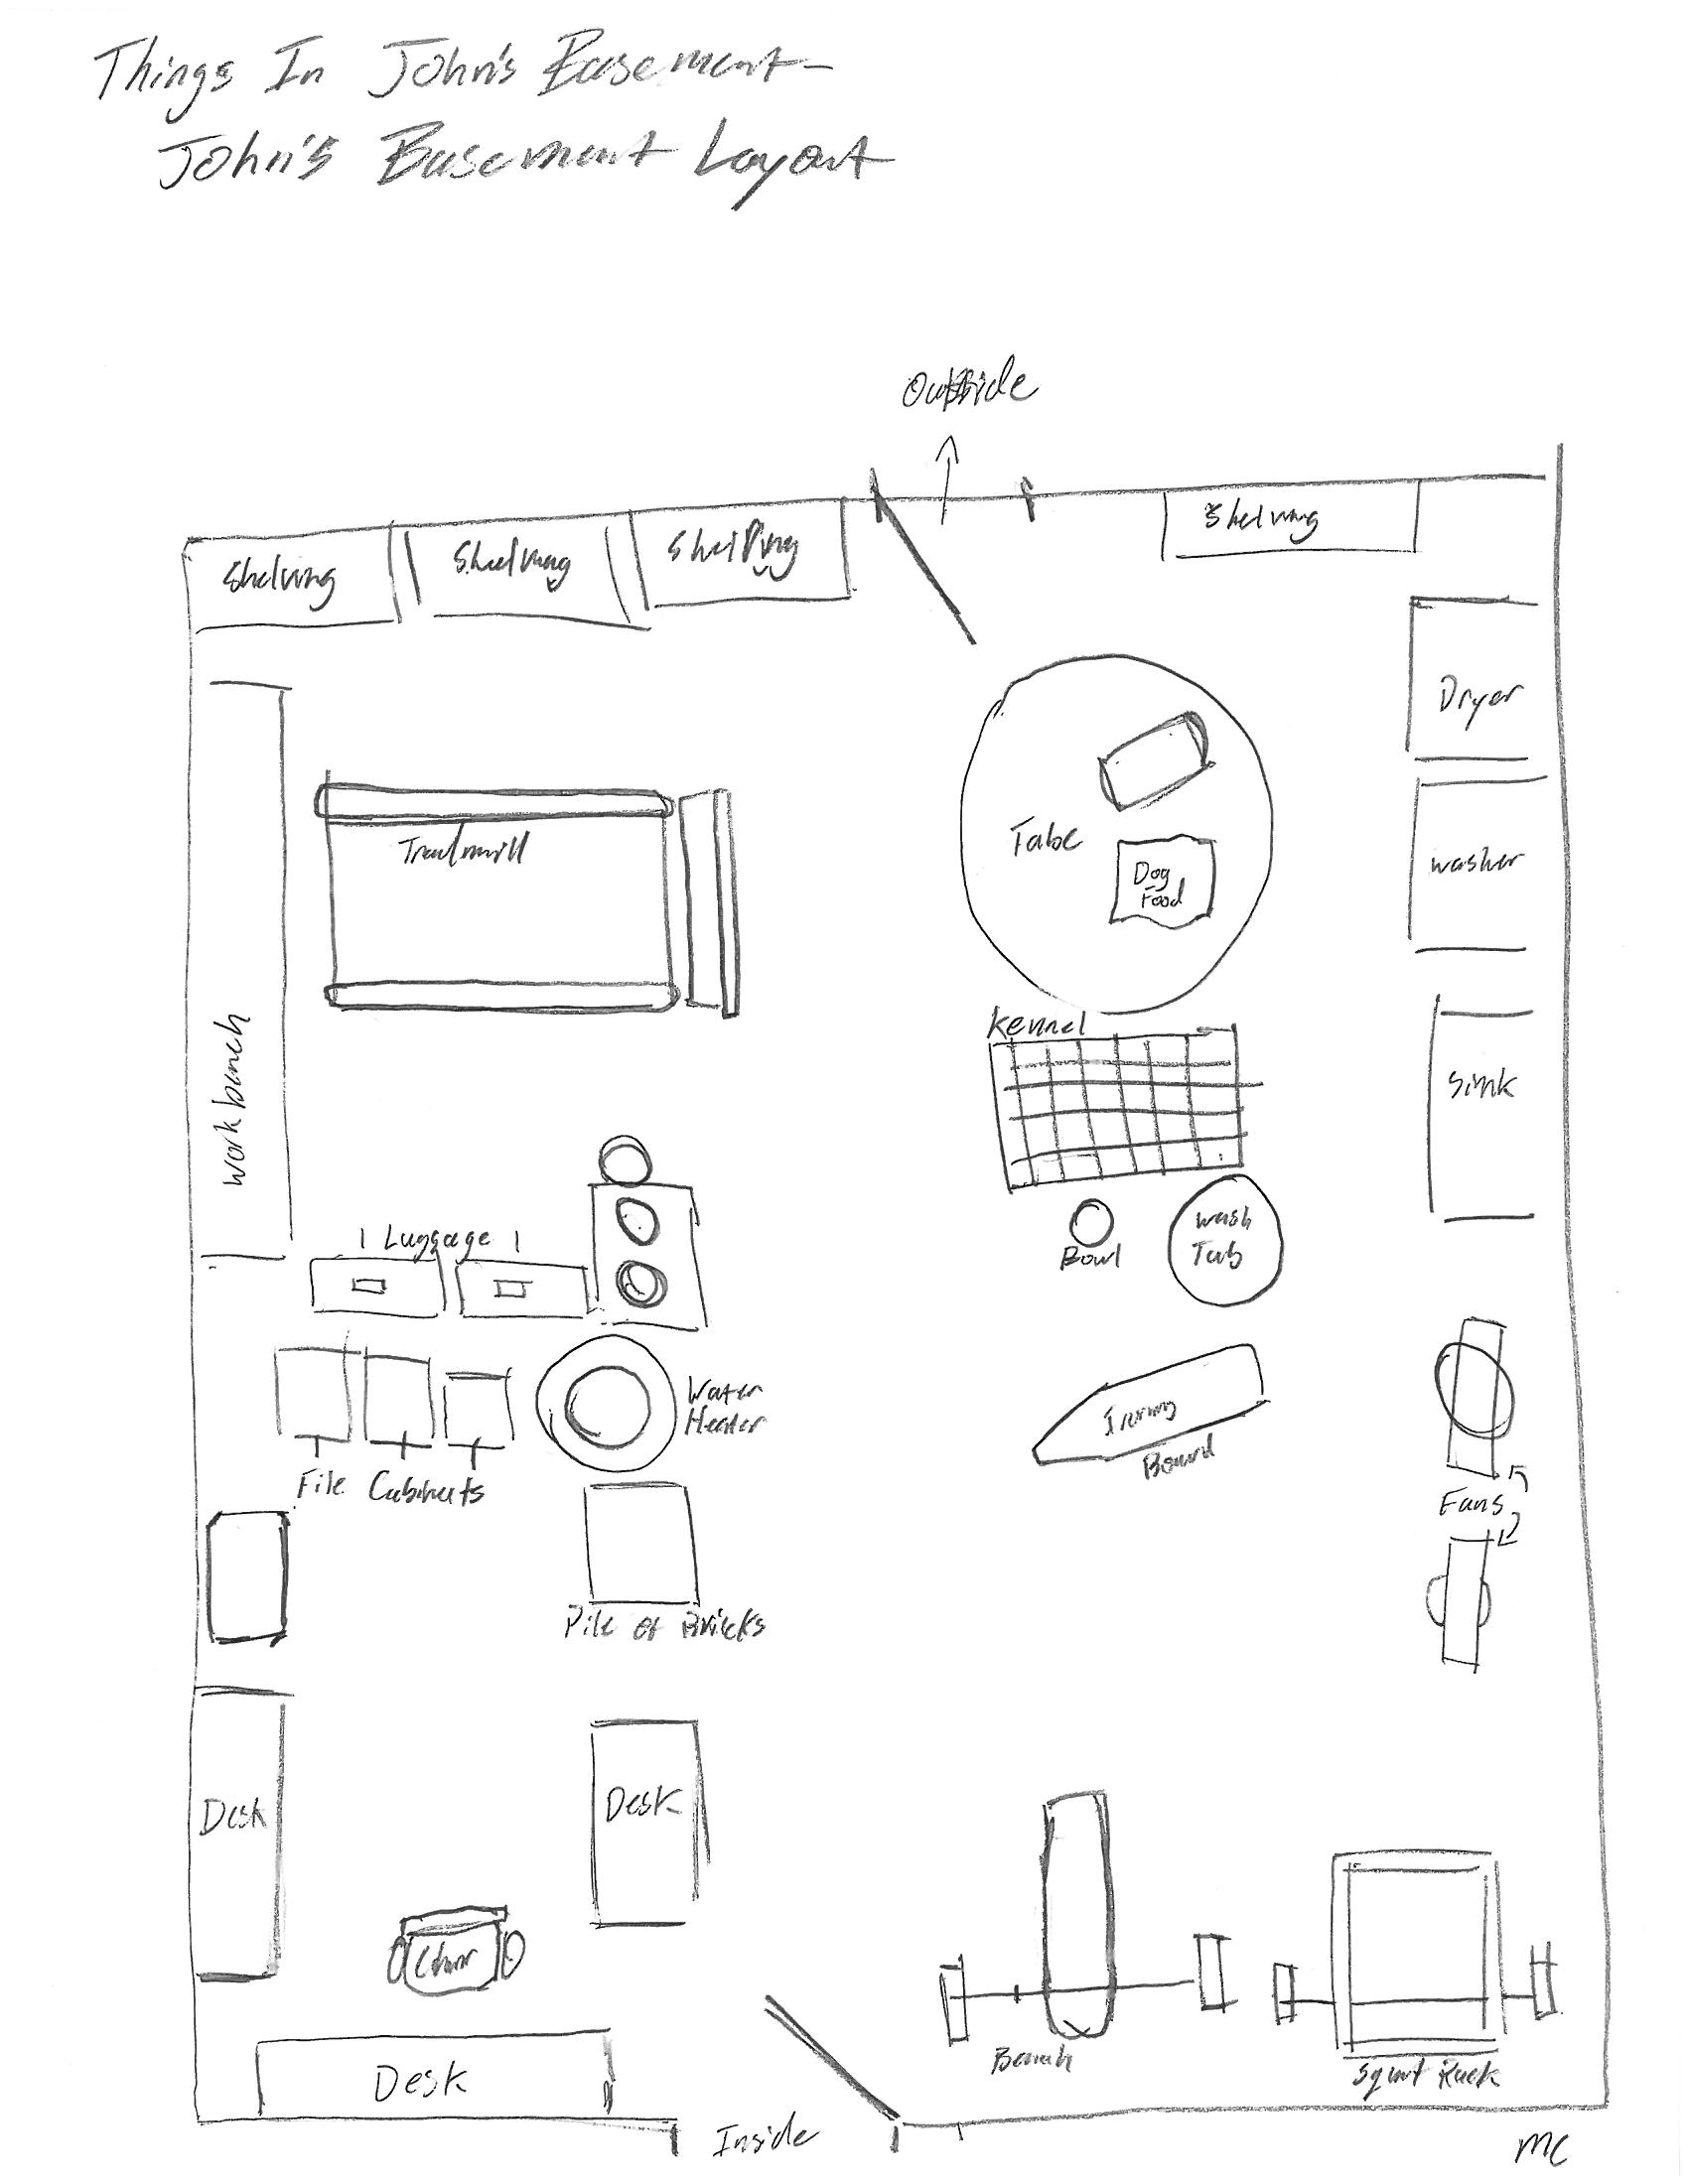 Things In John's Basement-
John's Basement Layout
Outside
Shelving
Shelving
Shelving
Shelving
Dryer
Treadmill
Table
Dog
Food
washer
Workbench
Kennel
Sink
Luggage
Bowl
Wash
Tub
Water
Heater
Ironing
Board
File Cabinets
Fans
Pile of Bricks
Desk
Desk
Chair
Bench
Squat Rack
Desk
Inside
MC